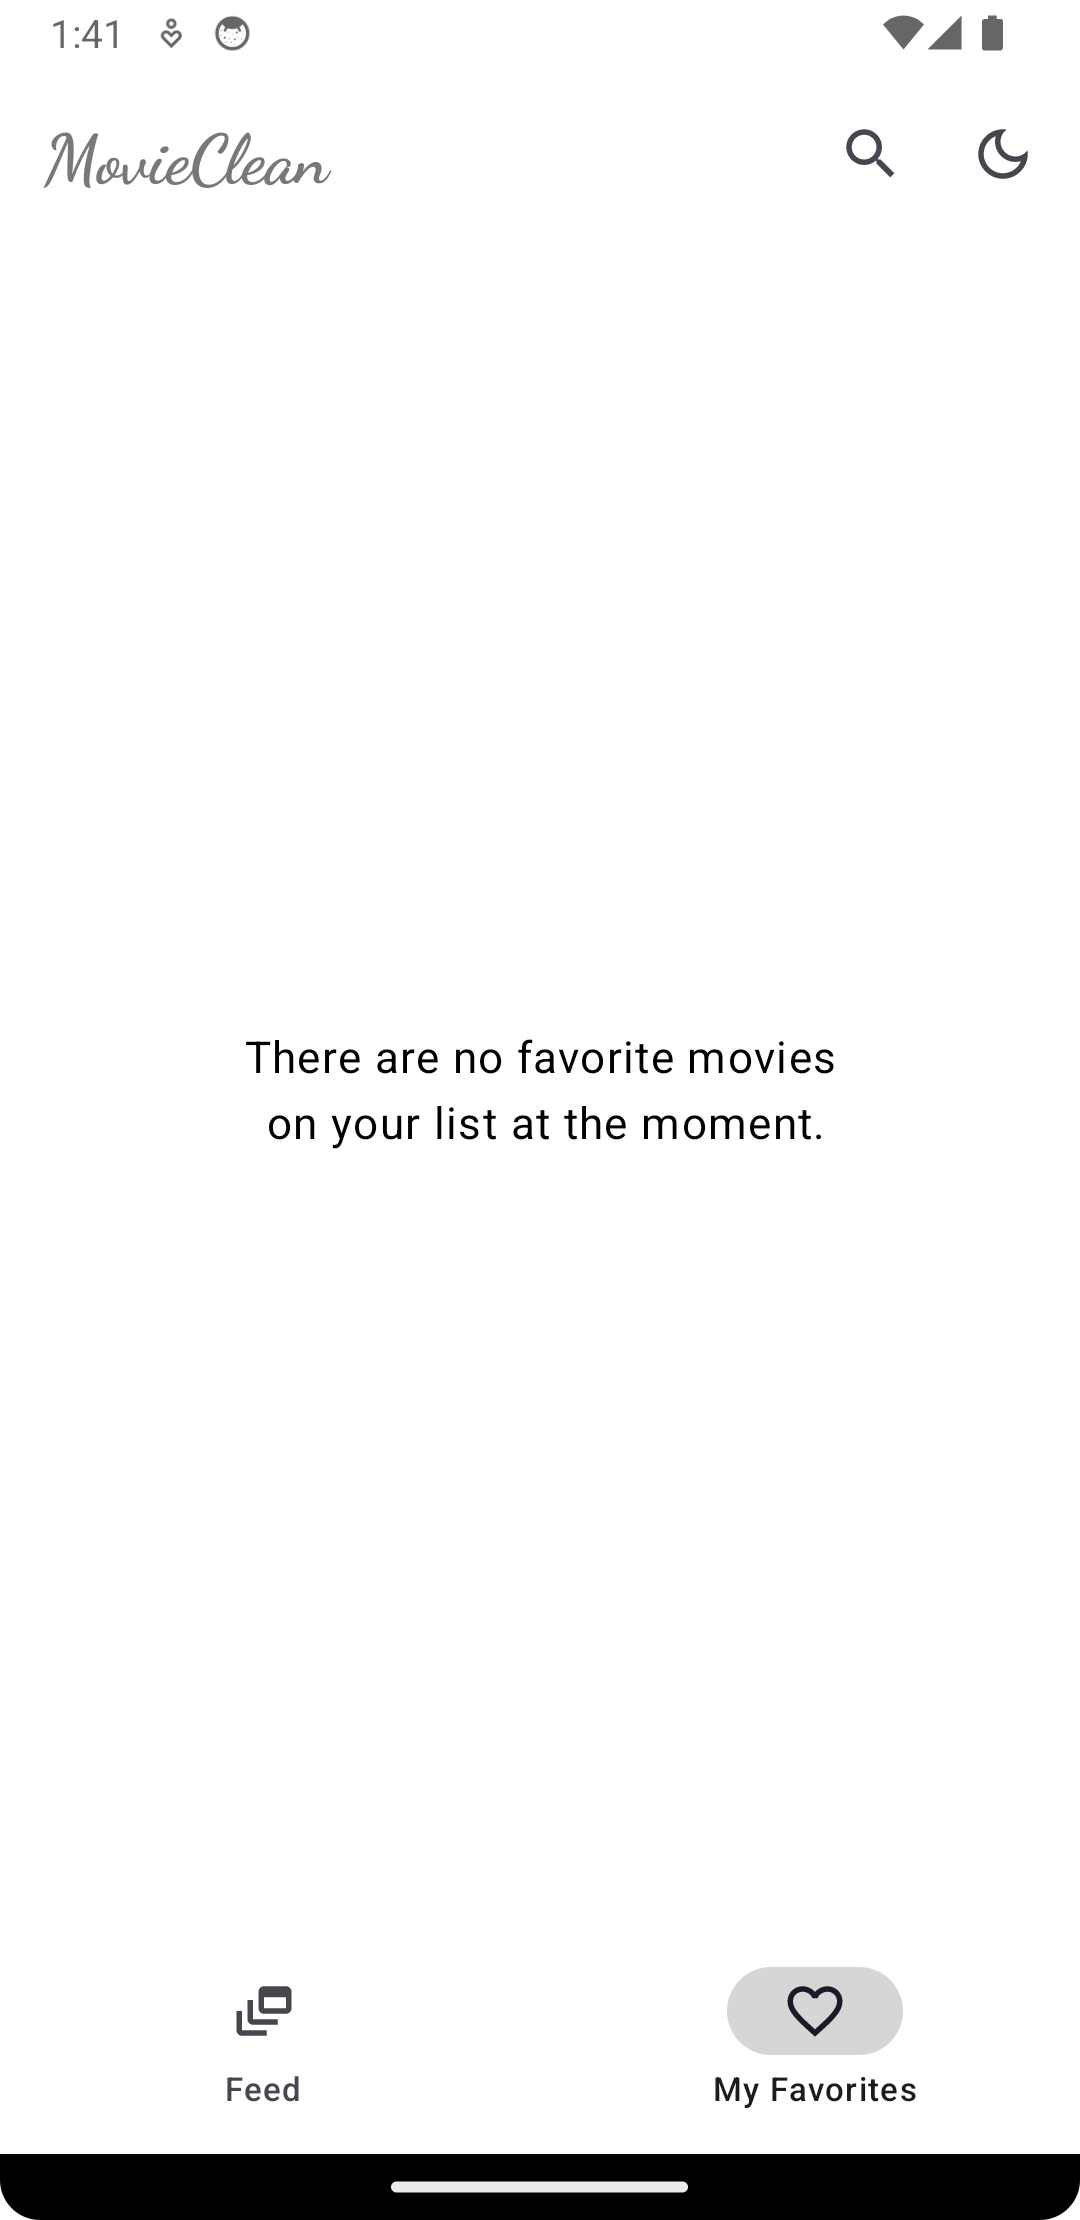 1:41
MovieClean
There are no favorite movies
on your list at the moment.
Feed
My Favorites